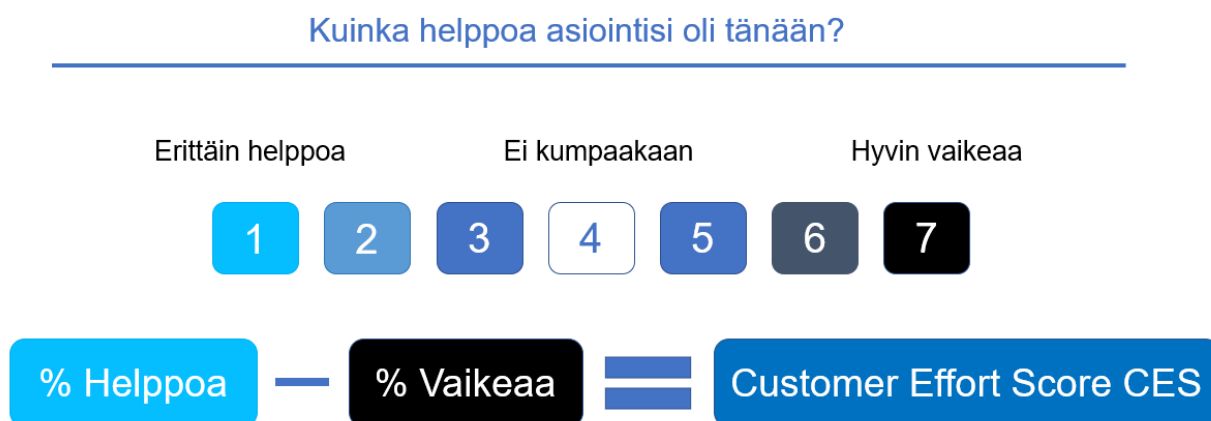 Kuinka helppoa asiointisi oli tänään?
Erittäin helppoa Ei kumpaakaan Hyvin vaikeaa
1 2 3 4 5 6 7
% Helppoa — % Vaikeaa = Customer Effort Score CES